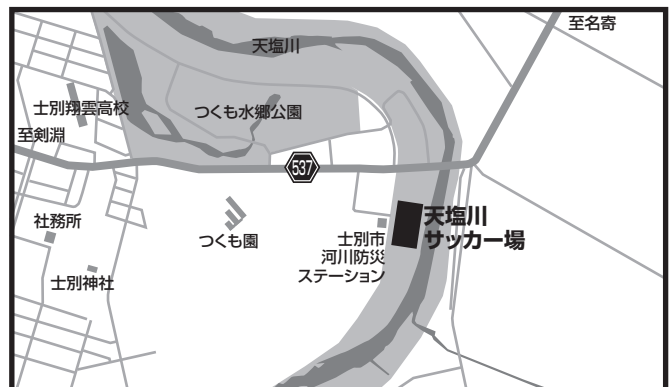 至名寄
天塩川
士別翔雲高校
つくも水郷公園
至剣淵
537
社務所
つくも園
士別市
河川防災
ステーション
天塩川
サッカー場
士別神社